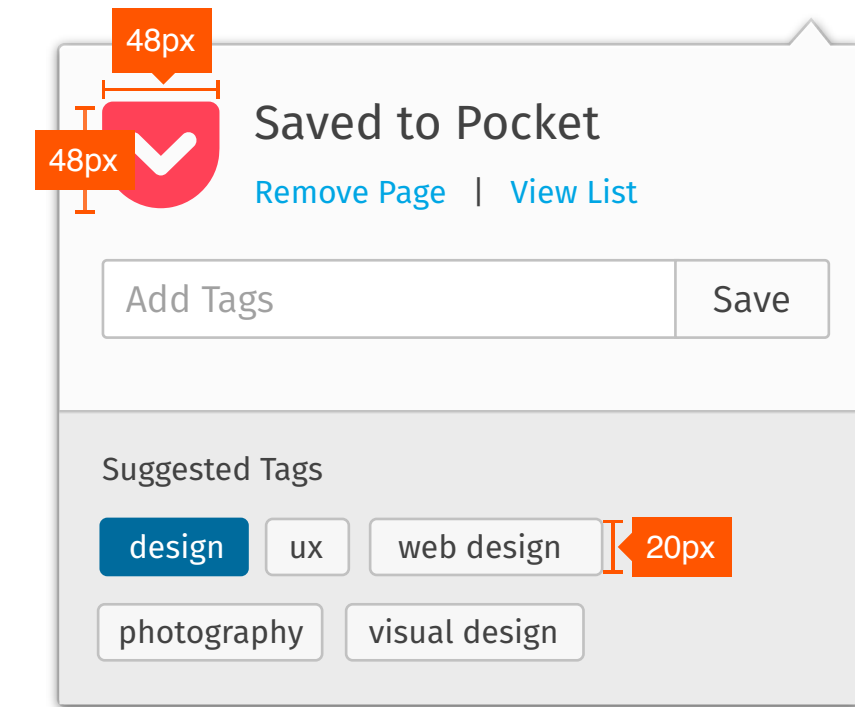 48px
48px
Saved to Pocket
Remove Page | View List
Add Tags Save
Suggested Tags
design ux web design 20px
photography visual design